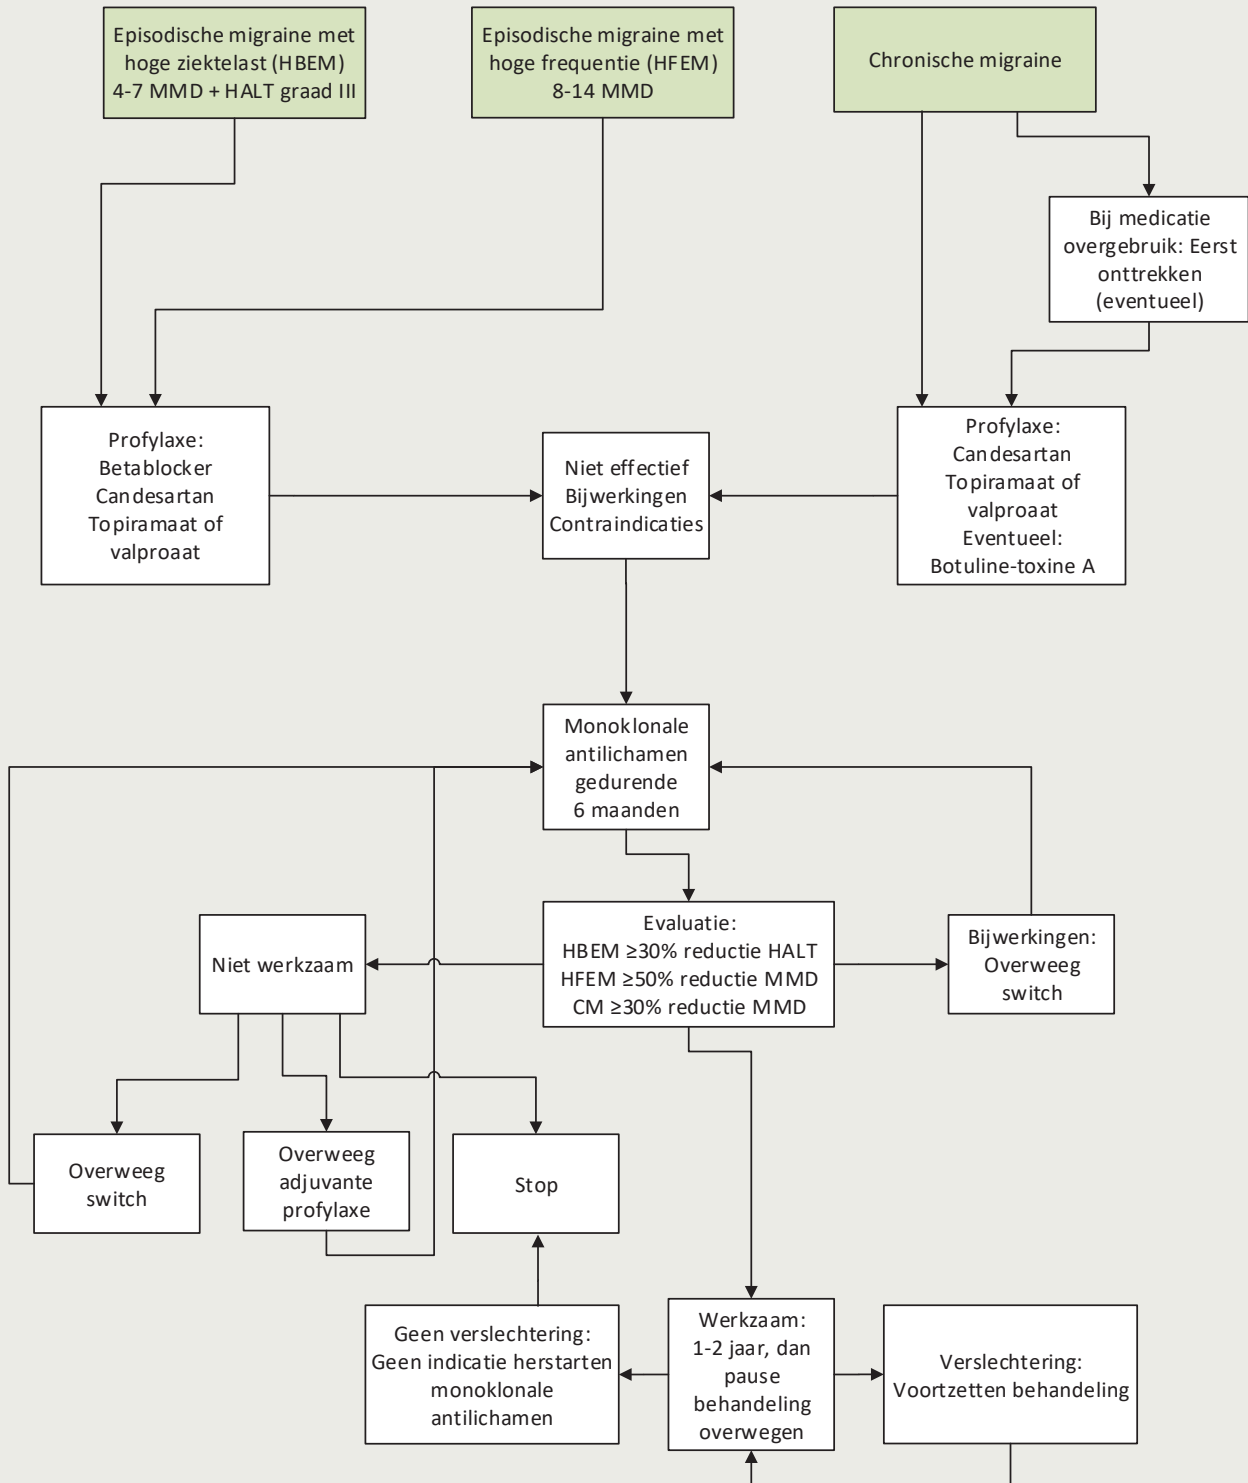 Episodische migraine met
hoge ziektelast (HBEM)
4-7 MMD + HALT graad III
Episodische migraine met
hoge frequentie (HFEM)
8-14 MMD
Chronische migraine
Bij medicatie
overgebruik: Eerst
onttrekken
(eventueel)
Profylaxe:
Betablocker
Candesartan
Topiramaat of
valproaat
Niet effectief
Bijwerkingen
Contraindicaties
Profylaxe:
Candesartan
Topiramaat of
valproaat
Eventueel:
Botuline-toxine A
Monoklonale
antilichamen
gedurende
6 maanden
Niet werkzaam
Evaluatie:
HBEM ≥30% reductie HALT
HFEM ≥50% reductie MMD
CM ≥30% reductie MMD
Bijwerkingen:
Overweeg
switch
Overweeg
switch
Overweeg
adjuvante
profylaxe
Stop
Geen verslechtering:
Geen indicatie herstarten
monoklonale
antilichamen
Werkzaam:
1-2 jaar, dan
pause
behandeling
overwegen
Verslechtering:
Voortzetten behandeling